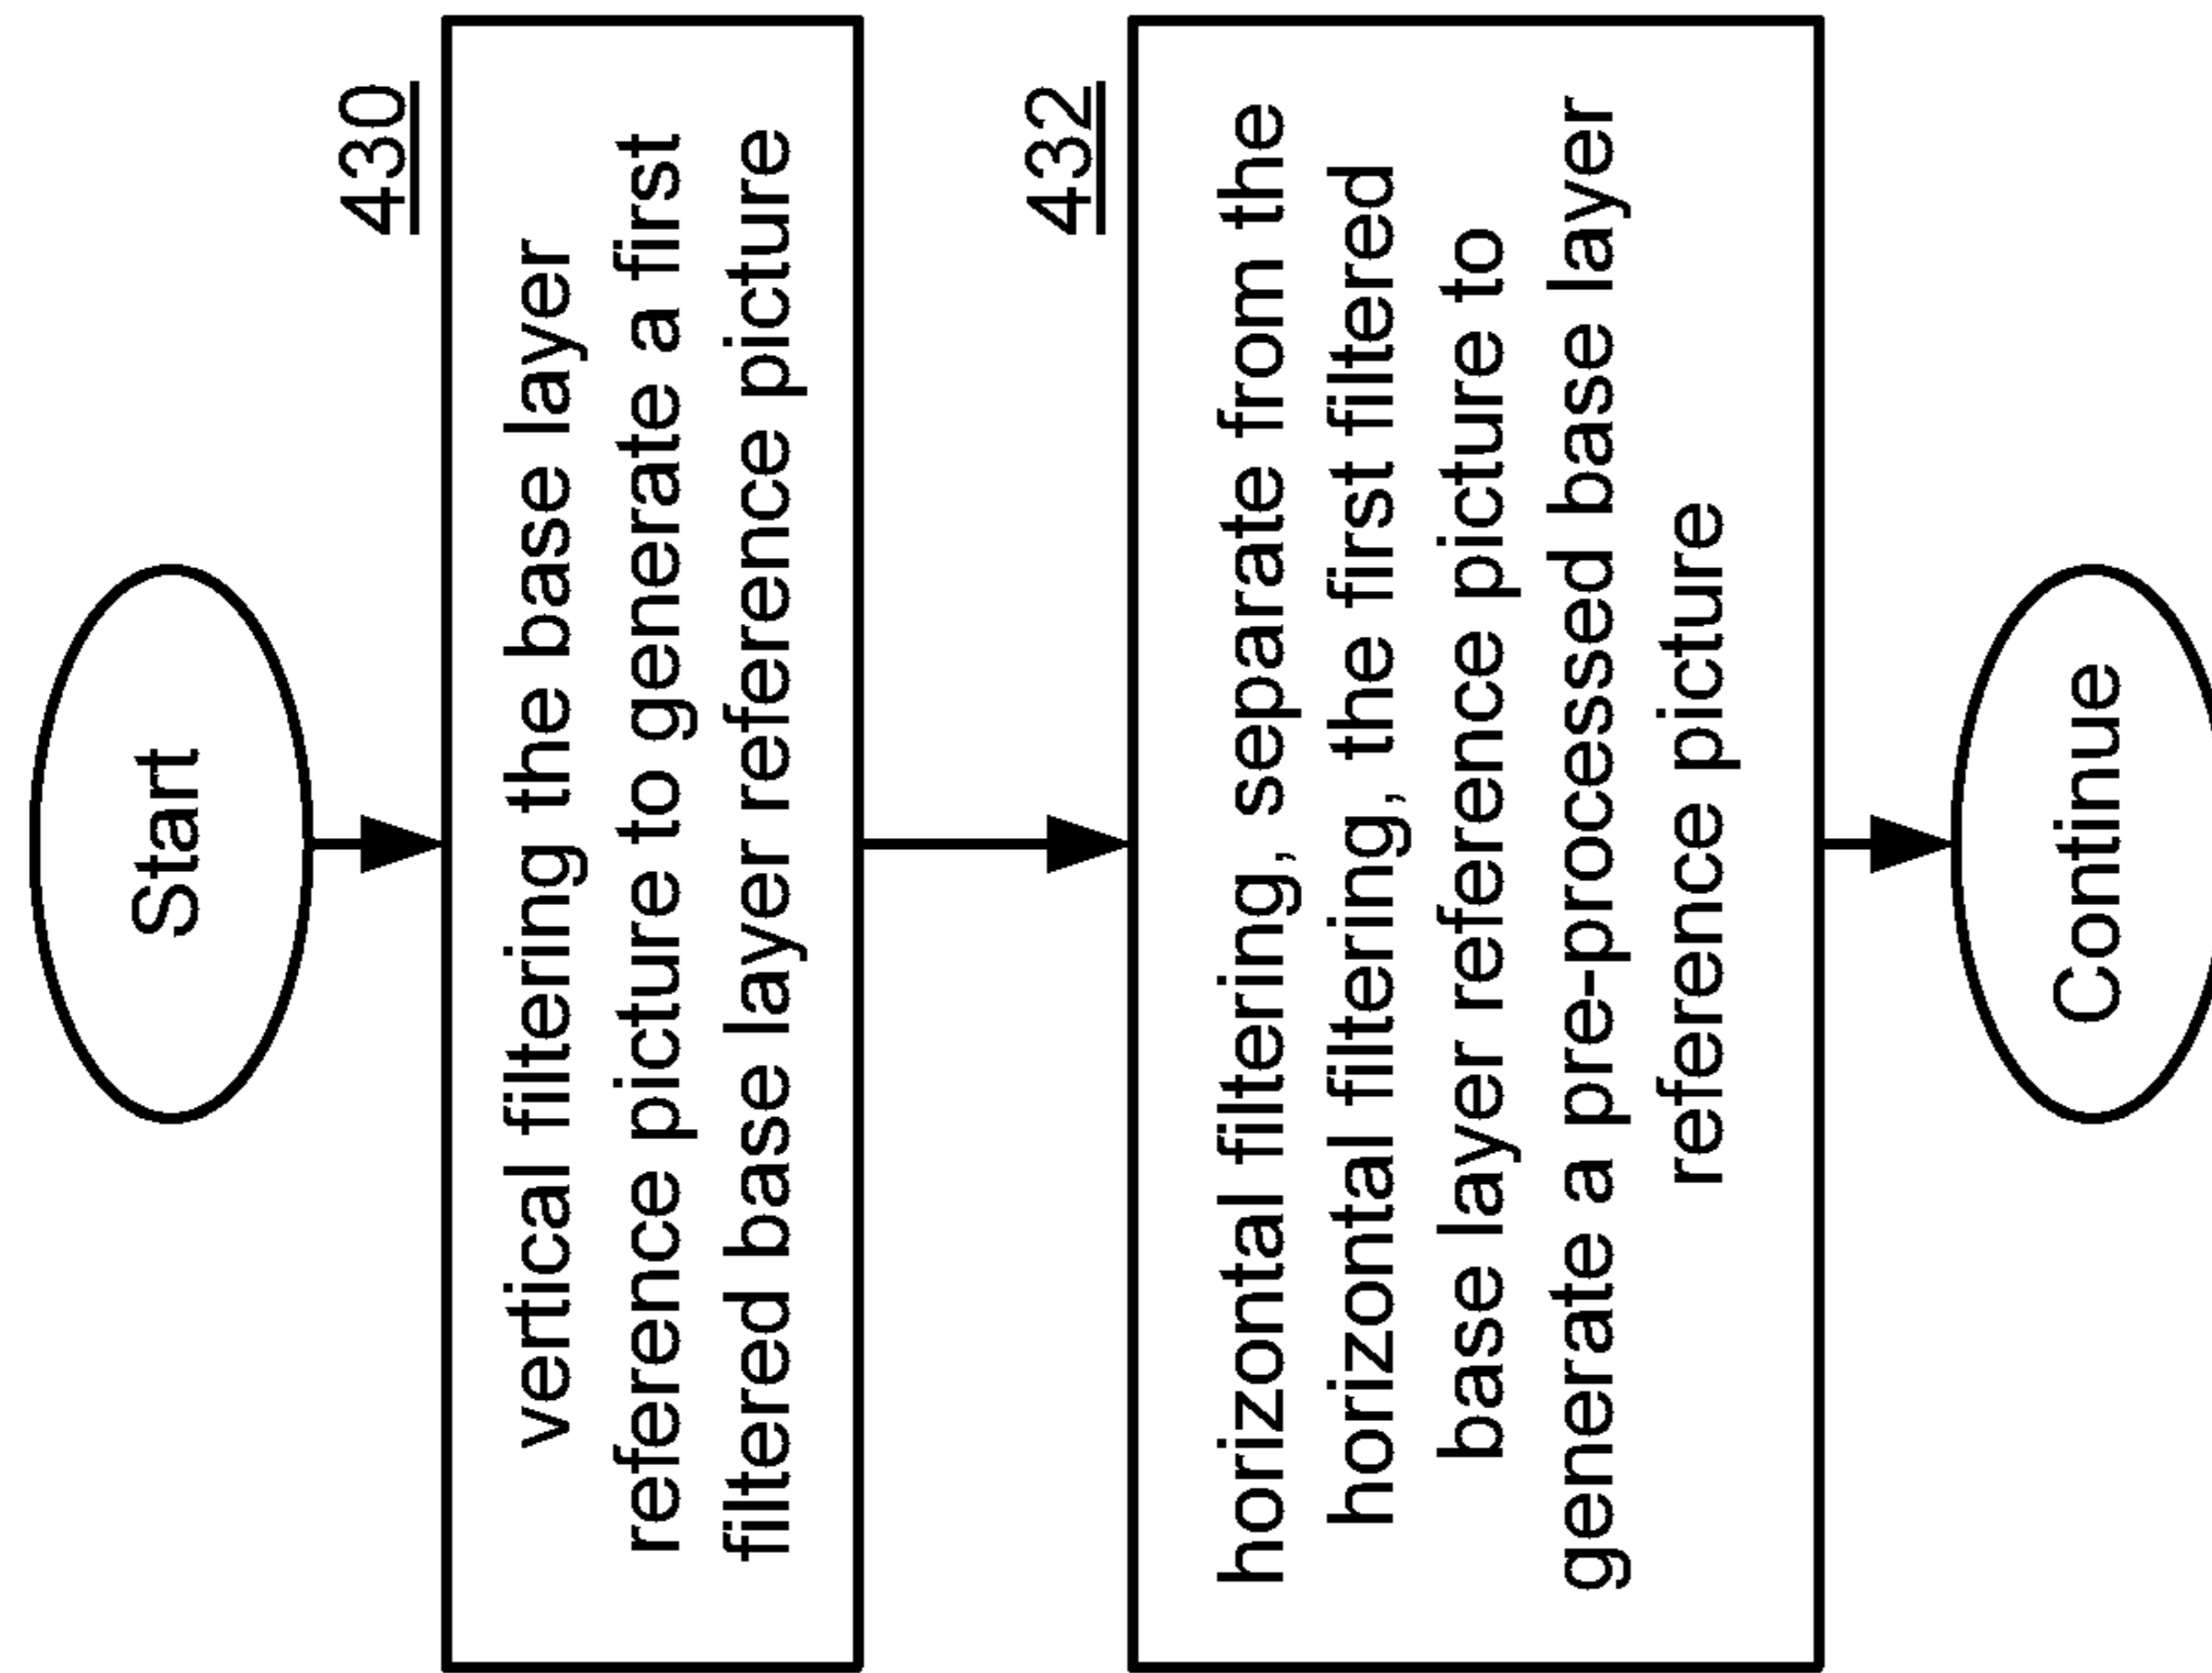 Start
430
vertical filtering the base layer
reference picture to generate a first
filtered base layer reference picture
432
horizontal filtering, separate from the
horizontal filtering, the first filtered
base layer reference picture to
generate a pre-processed base layer
reference picture
Continue